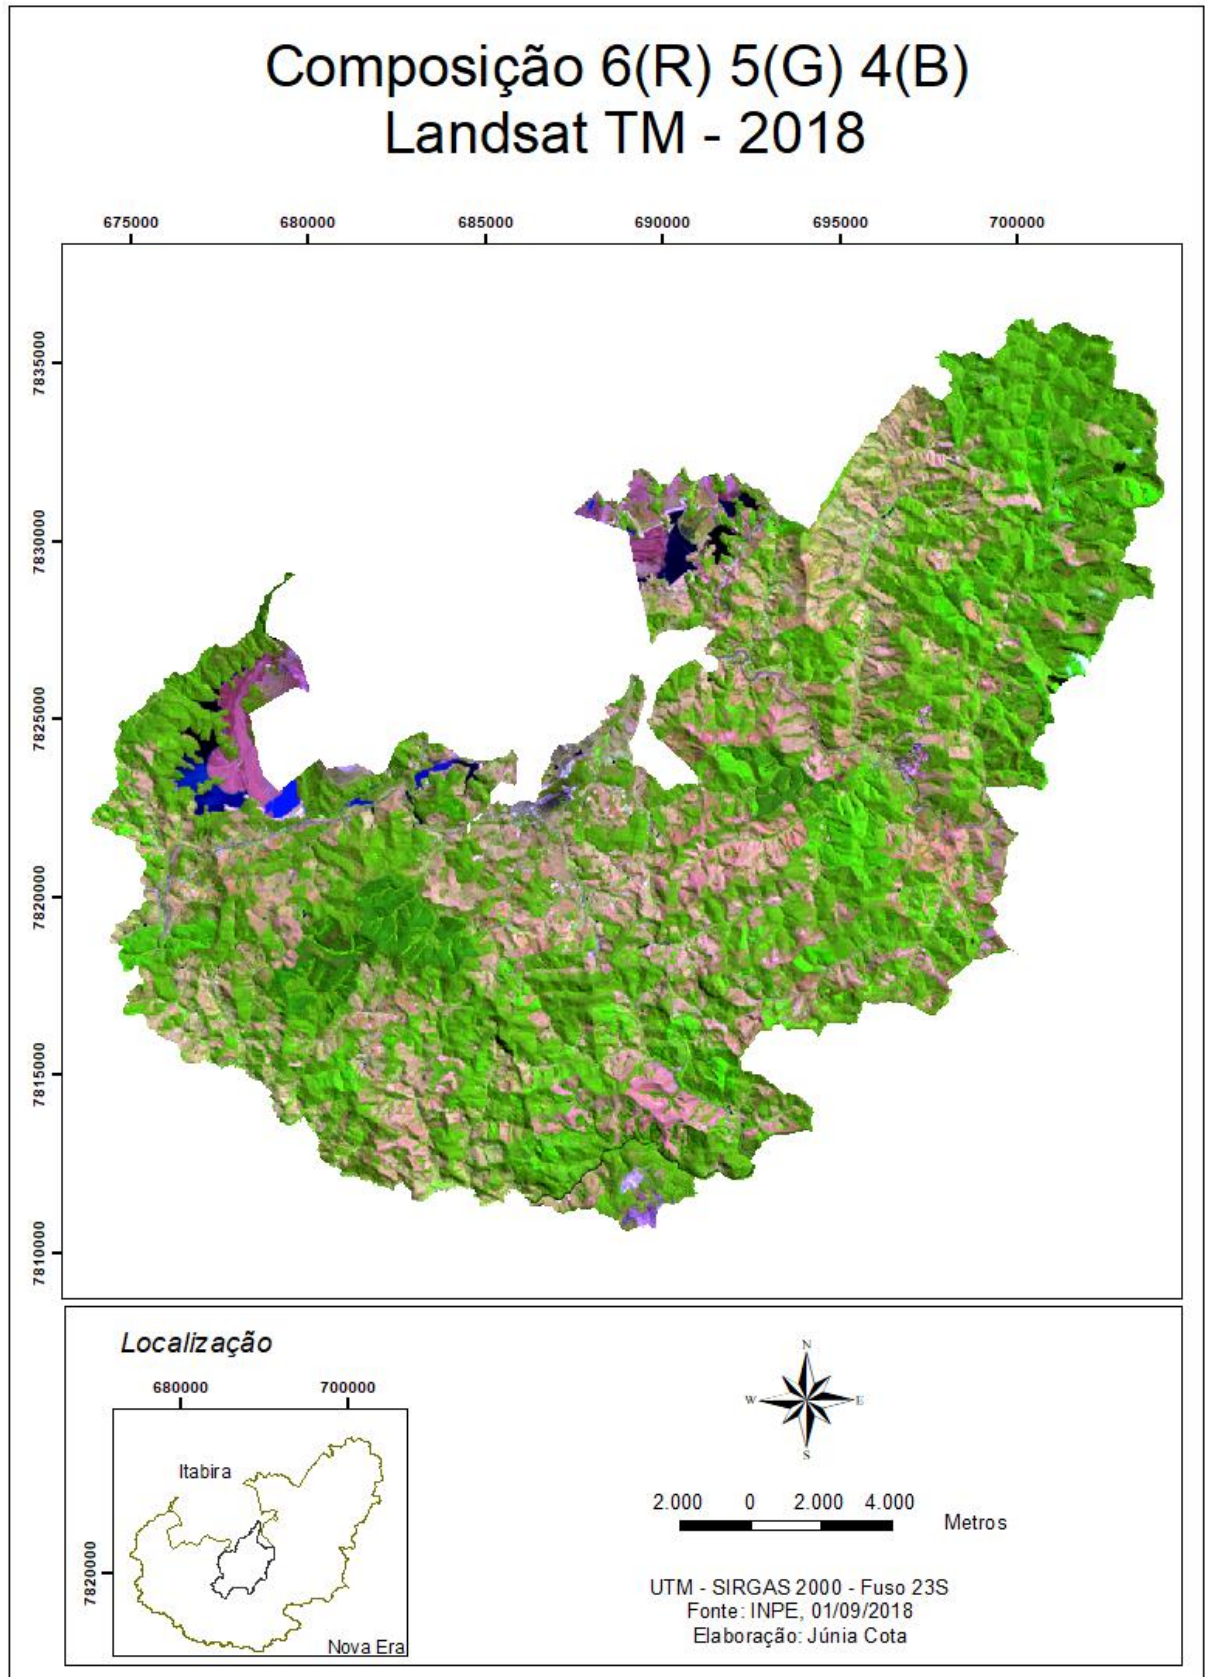 Composição 6(R) 5(G) 4(B)
Landsat TM - 2018
675000 680000 685000 690000 695000 700000
7835000
7830000
7825000
7820000
7815000
7810000
Localização
680000 700000
Itabira
7820000
Nova Era
N
W E
S
2.000 0 2.000 4.000
Metros
UTM - SIRGAS 2000 - Fuso 23S
Fonte: INPE, 01/09/2018
Elaboração: Júnia Cota